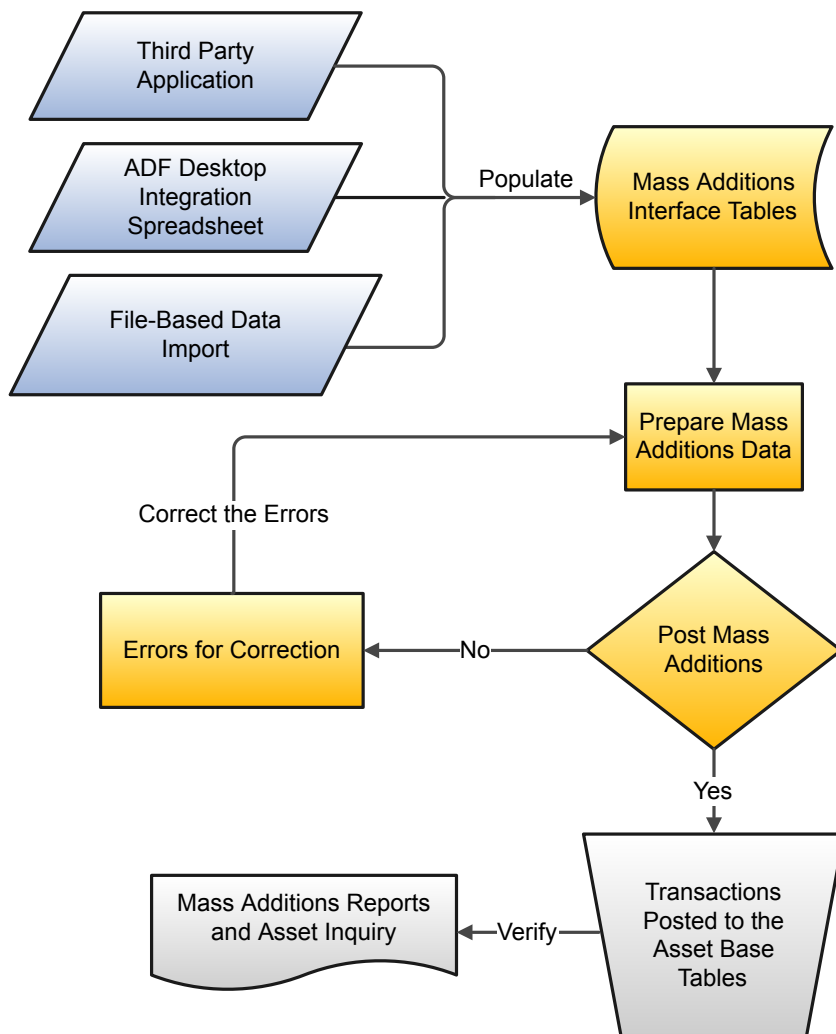 Third Party
Application
ADF Desktop
Integration
Spreadsheet
File-Based Data
Import
Populate
Mass Additions
Interface Tables
Prepare Mass
Additions Data
Correct the Errors
Errors for Correction
No
Post Mass
Additions
Yes
Mass Additions Reports
and Asset Inquiry
Verify
Transactions
Posted to the
Asset Base
Tables